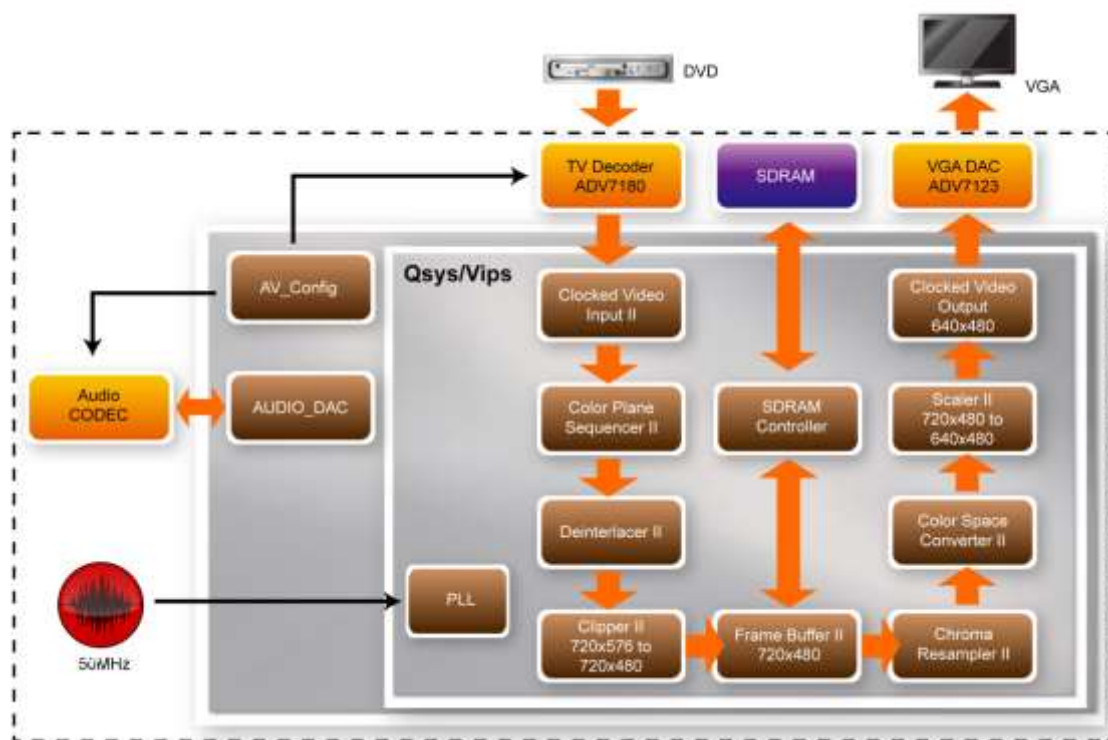 DVD
VGA
TV Decoder
ADV7180
SDRAM
VGA DAC
ADV7123
Qsys/Vips
AV_Config
Clocked Video
Input II
Clocked Video
Output
640x480
Audio
CODEC
AUDIO_DAC
Color Plane
Sequencer II
SDRAM
Controller
Scaler II
720x480 to
640x480
Deinterlacer II
Color Space
Converter II
PLL
50MHz
Clipper II
720x576 to
720x480
Frame Buffer II
720x480
Chroma
Resampler II